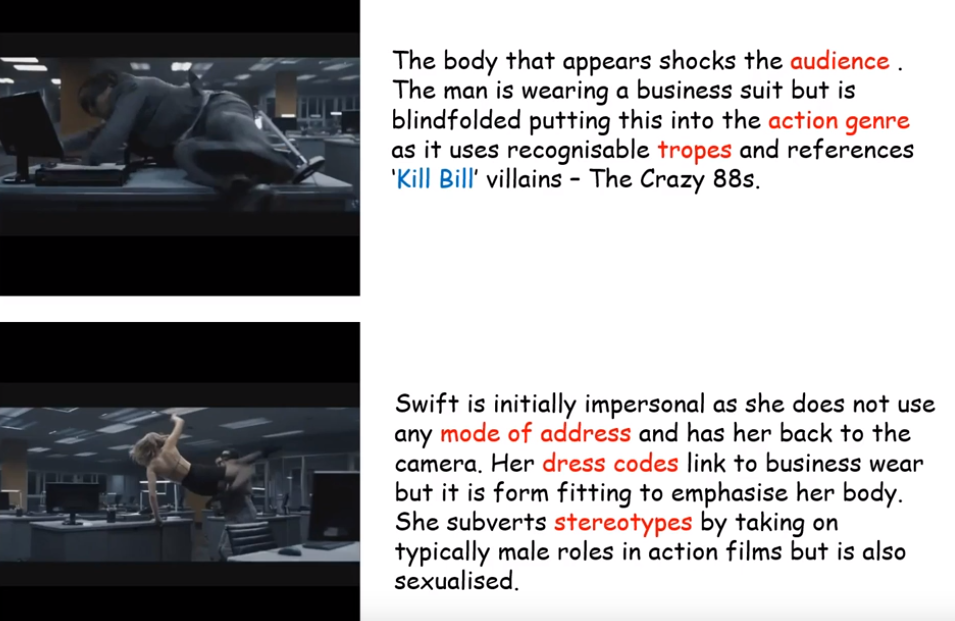 The body that appears shocks the audience .
The man is wearing a business suit but is
blindfolded putting this into the action genre
as it uses recognisable tropes and references
‘Kill Bill’ villains – The Crazy 88s.
Swift is initially impersonal as she does not use
any mode of address and has her back to the
camera. Her dress codes link to business wear
but it is form fitting to emphasise her body.
She subverts stereotypes by taking on
typically male roles in action films but is also
sexualised.